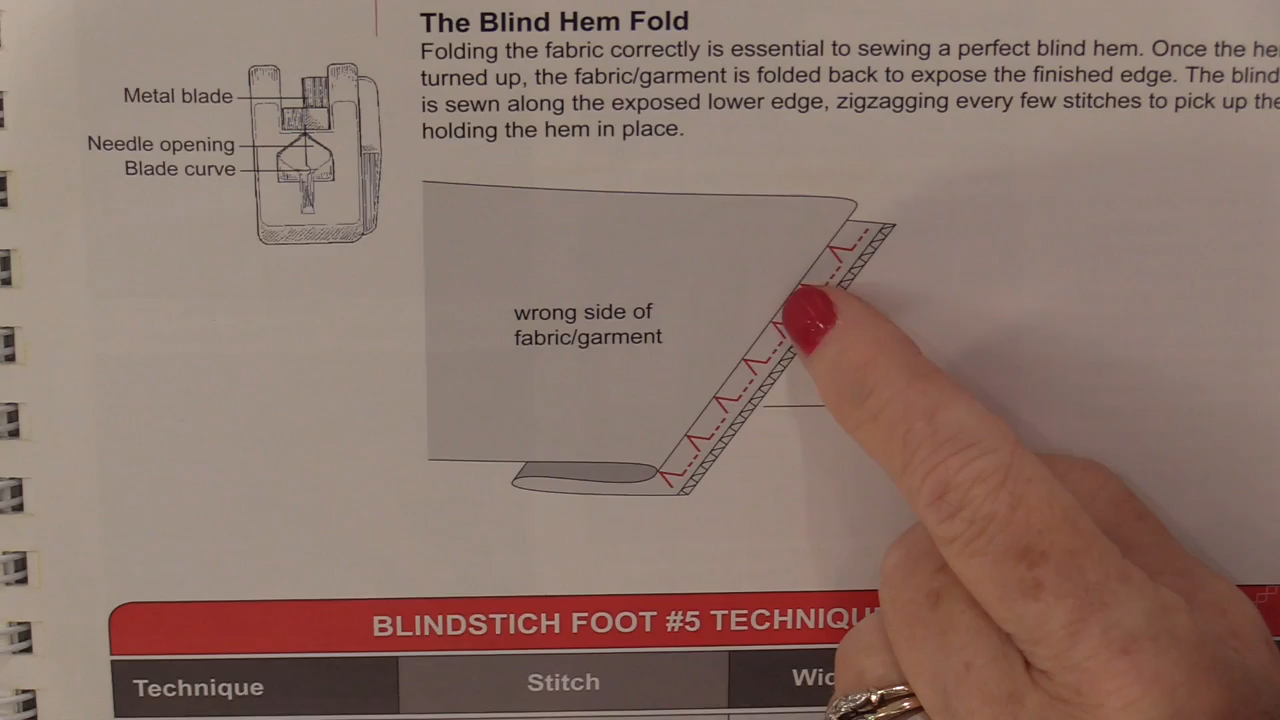 The Blind Hem Fold
Folding the fabric correctly is essential to sewing a perfect blind hem. Once the
turned up, the fabric/garment is folded back to expose the finished edge. The blind
is sewn along the exposed lower edge, zigzagging every few stitches to pick up the
holding the hem in place.
Metal blade
Needle opening
Blade curve
wrong side of
fabric/garment
BLINDSTICH FOOT #5
Technique
Stitch